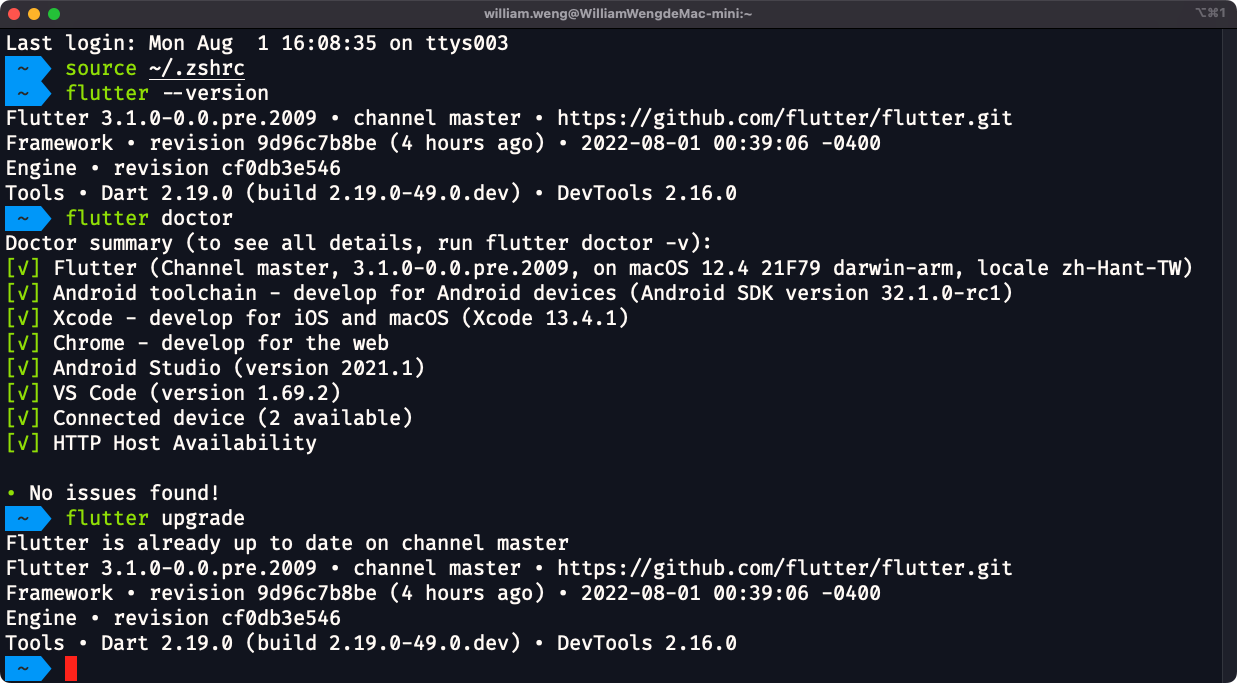 william.weng@WilliamWengdeMac-mini:~
⌥⌘1
Last login: Mon Aug  1 16:08:35 on ttys003
~ source ~/.zshrc
~ flutter --version
Flutter 3.1.0-0.0.pre.2009 • channel master • https://github.com/flutter/flutter.git
Framework • revision 9d96c7b8be (4 hours ago) • 2022-08-01 00:39:06 -0400
Engine • revision cf0db3e546
Tools • Dart 2.19.0 (build 2.19.0-49.0.dev) • DevTools 2.16.0
~ flutter doctor
Doctor summary (to see all details, run flutter doctor -v):
[√] Flutter (Channel master, 3.1.0-0.0.pre.2009, on macOS 12.4 21F79 darwin-arm, locale zh-Hant-TW)
[√] Android toolchain - develop for Android devices (Android SDK version 32.1.0-rc1)
[√] Xcode - develop for iOS and macOS (Xcode 13.4.1)
[√] Chrome - develop for the web
[√] Android Studio (version 2021.1)
[√] VS Code (version 1.69.2)
[√] Connected device (2 available)
[√] HTTP Host Availability
• No issues found!
~ flutter upgrade
Flutter is already up to date on channel master
Flutter 3.1.0-0.0.pre.2009 • channel master • https://github.com/flutter/flutter.git
Framework • revision 9d96c7b8be (4 hours ago) • 2022-08-01 00:39:06 -0400
Engine • revision cf0db3e546
Tools • Dart 2.19.0 (build 2.19.0-49.0.dev) • DevTools 2.16.0
~